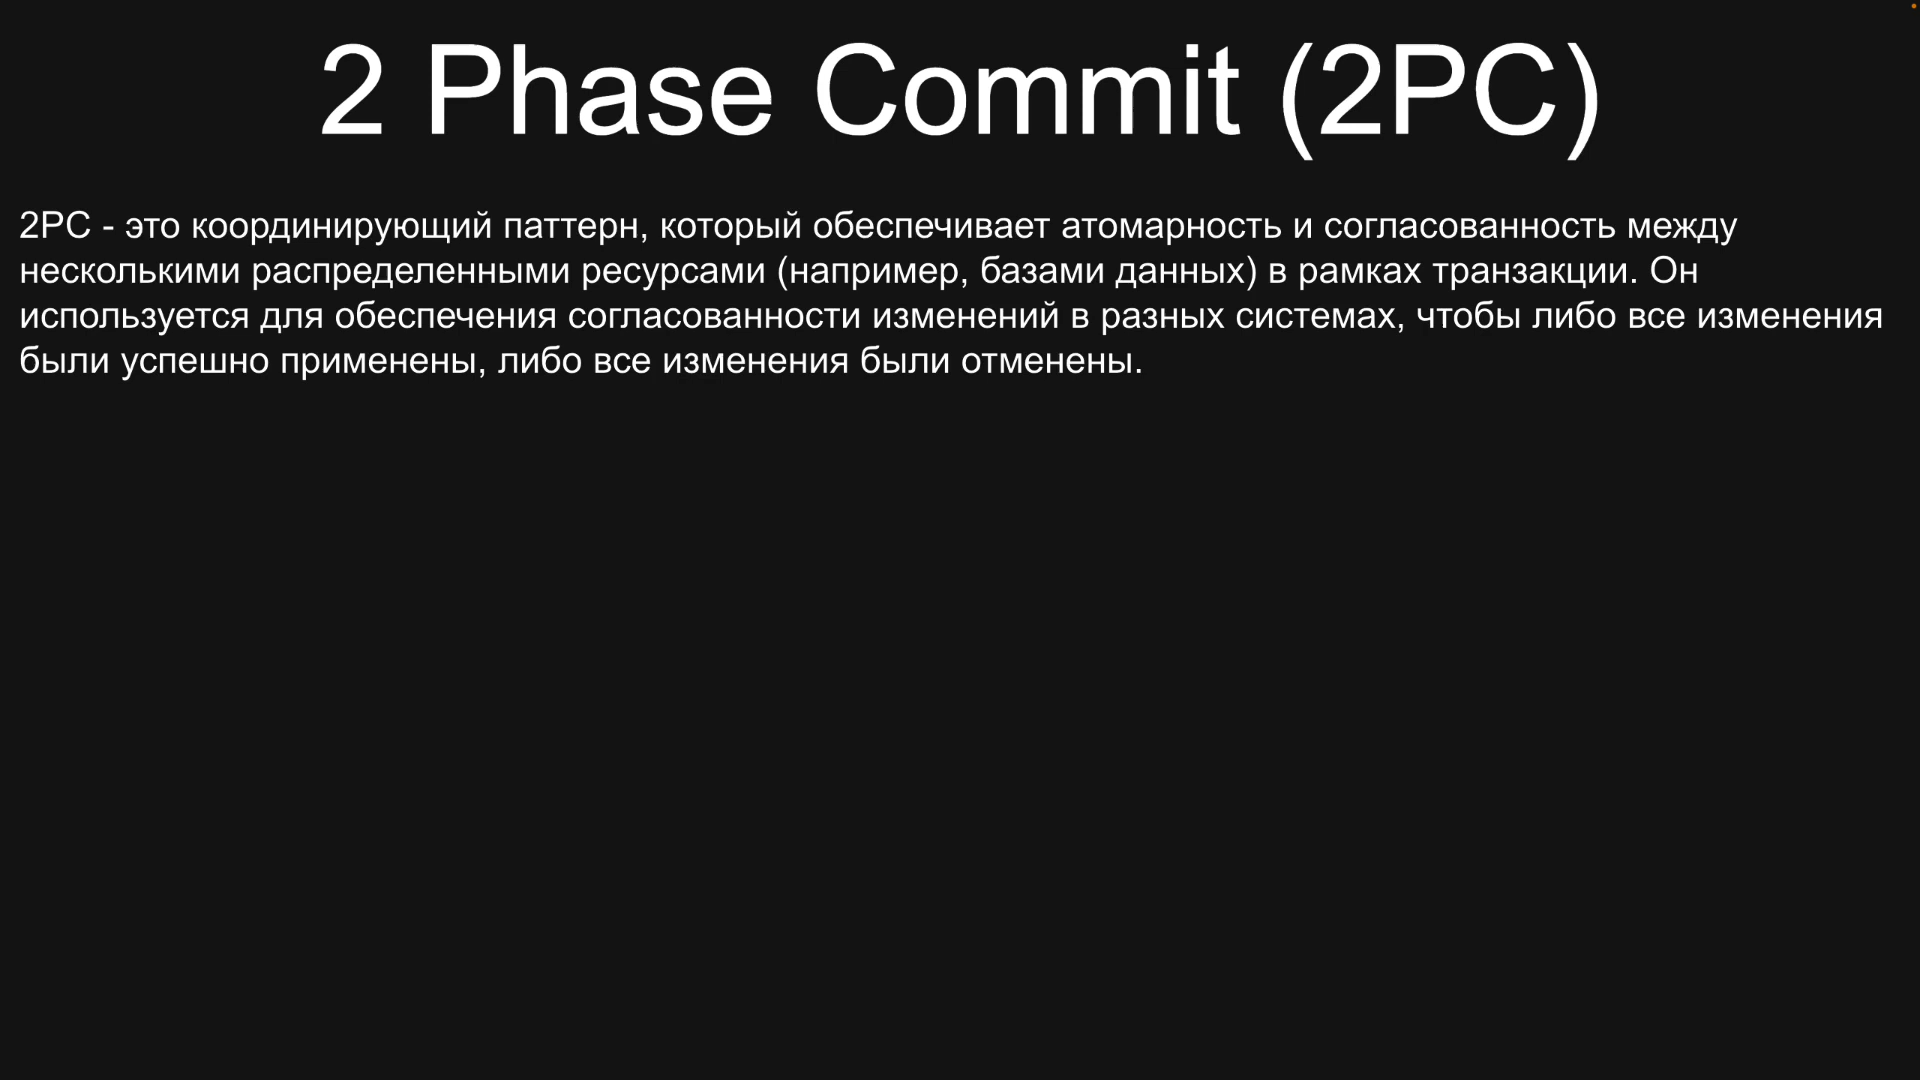 2 Phase Commit (2PC)
2PC - это координирующий паттерн, который обеспечивает атомарность и согласованность между
несколькими распределенными ресурсами (например, базами данных) в рамках транзакции. Он
используется для обеспечения согласованности изменений в разных системах, чтобы либо все изменения
были успешно применены, либо все изменения были отменены.